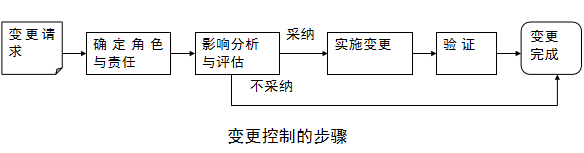 变更请
求
确定角色
与责任
影响分析
与评估
采纳
不采纳
实施变更
验证
变更
完成
变更控制的步骤